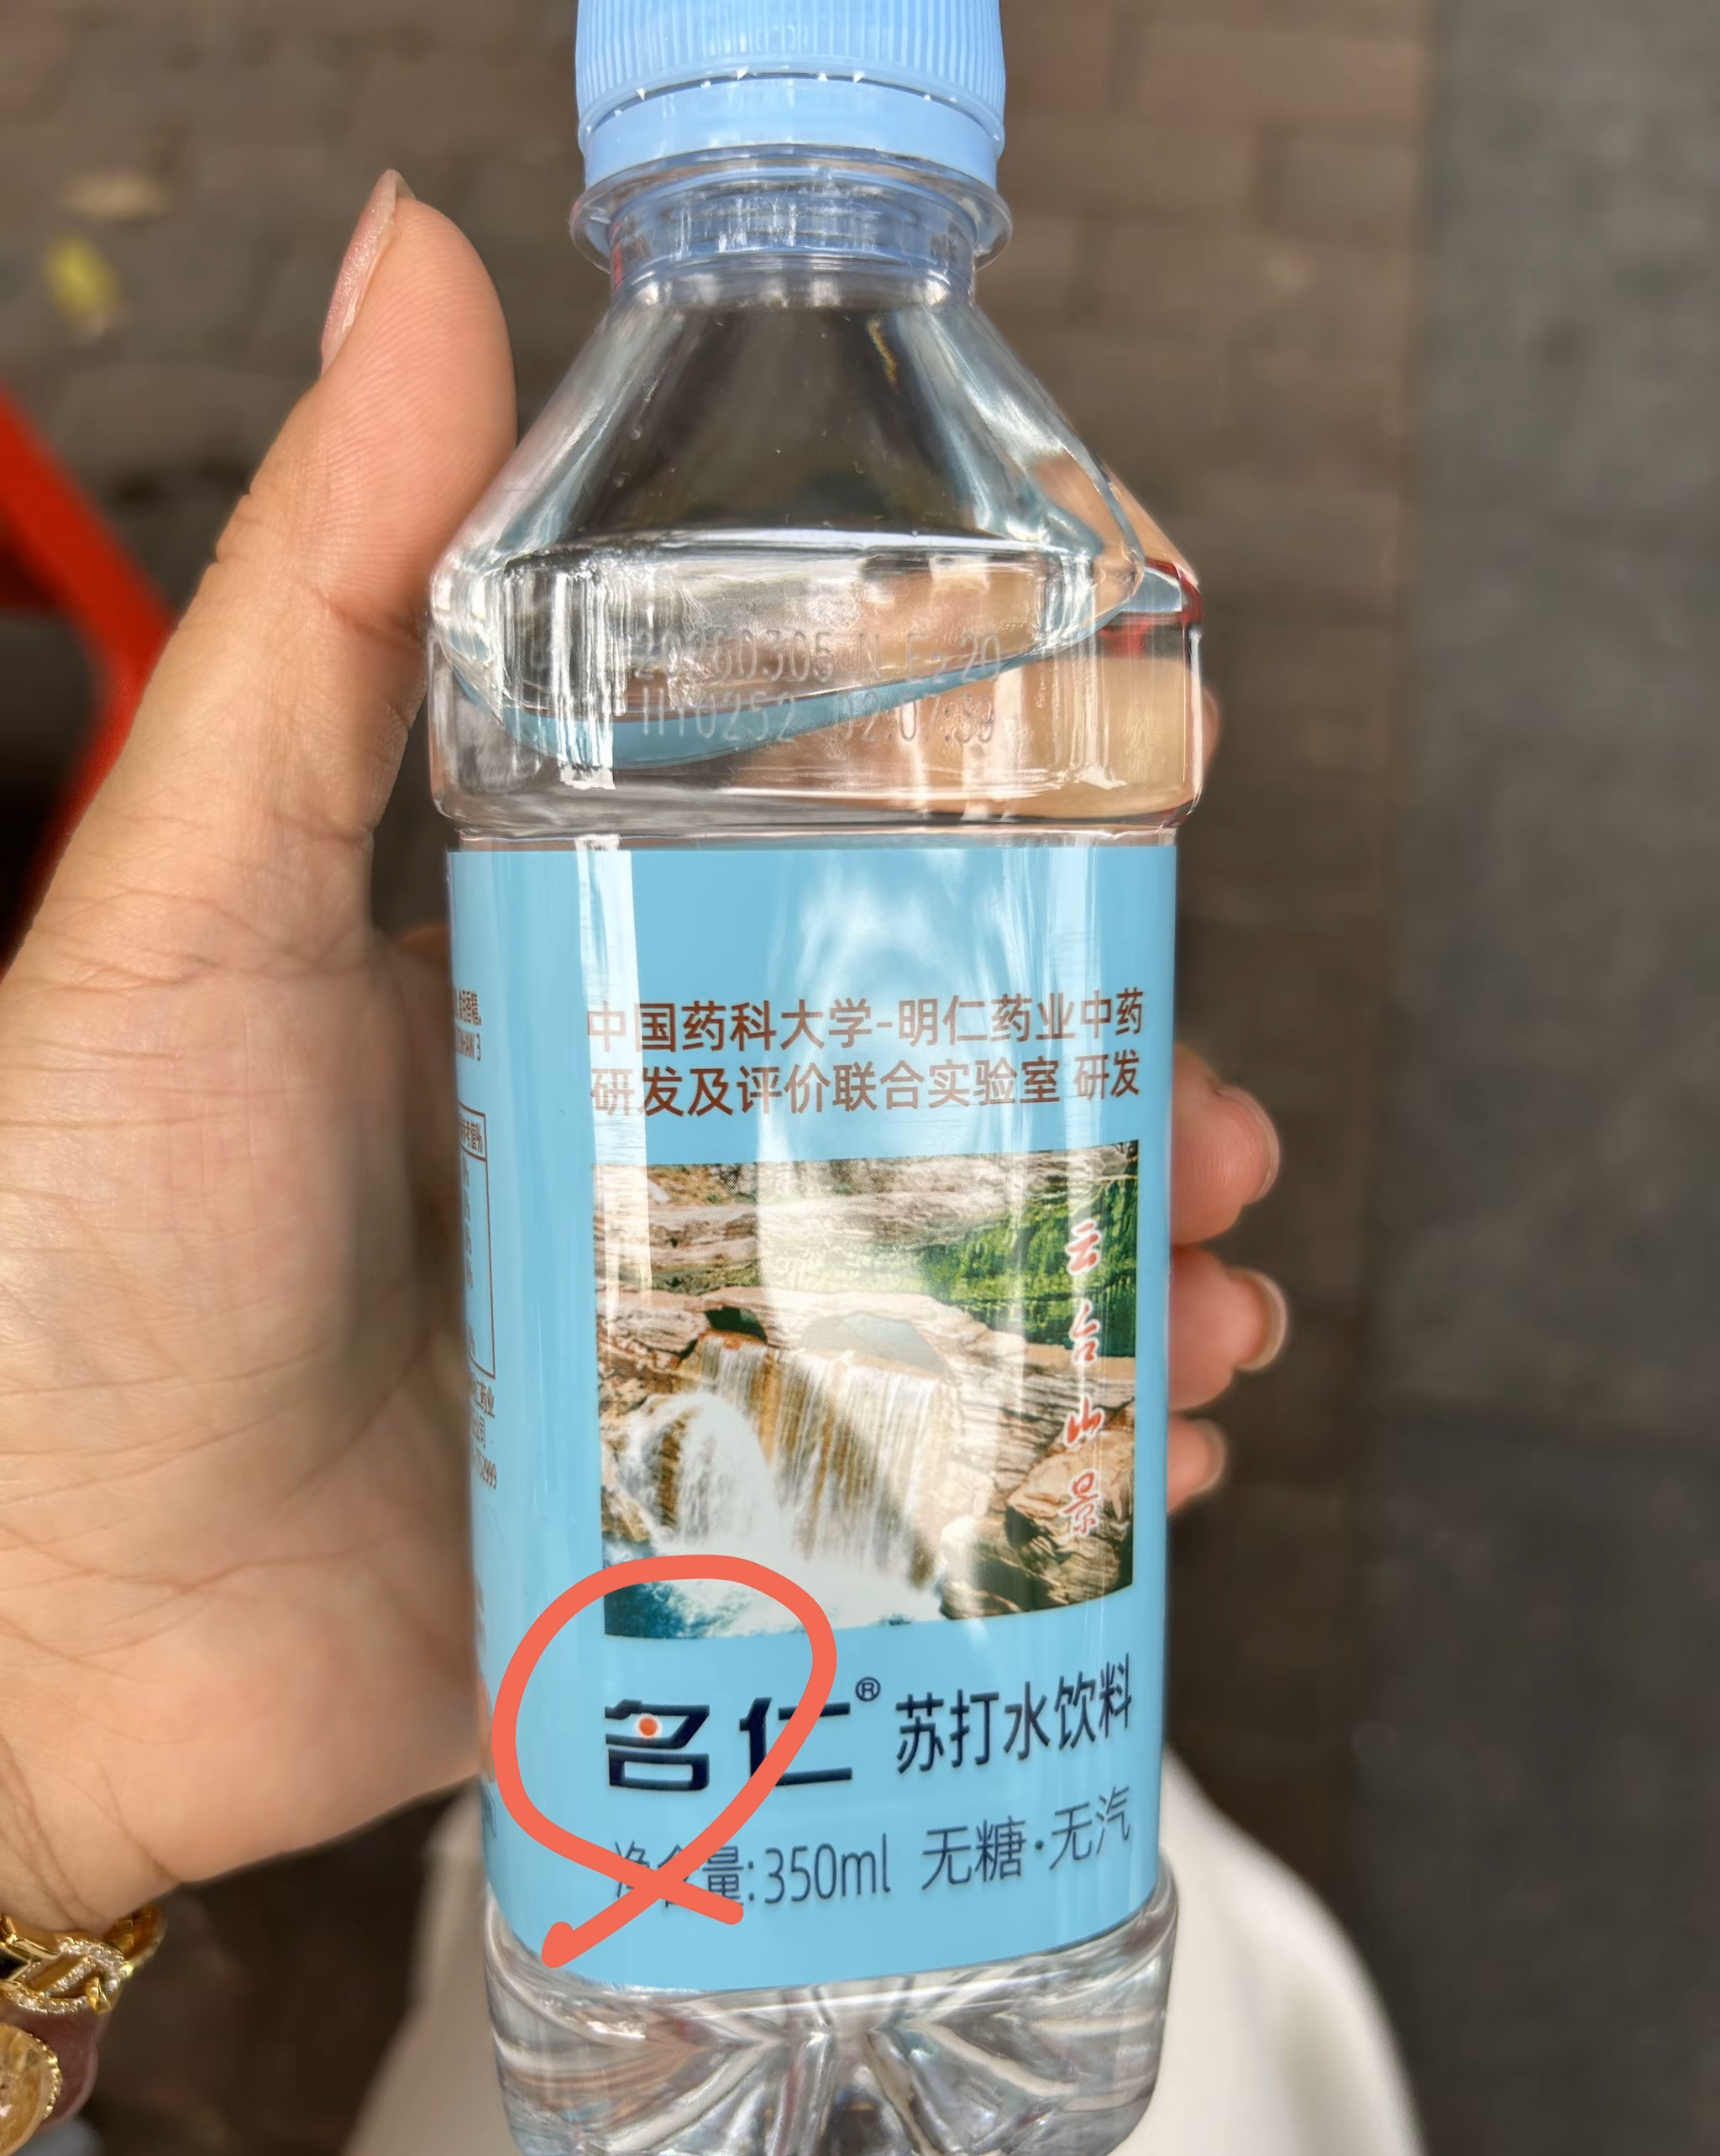 中国药科大学-明仁药业中药
研发及评价联合实验室 研发
云台山景
名仁® 苏打水饮料
净含量:350ml 无糖·无汽